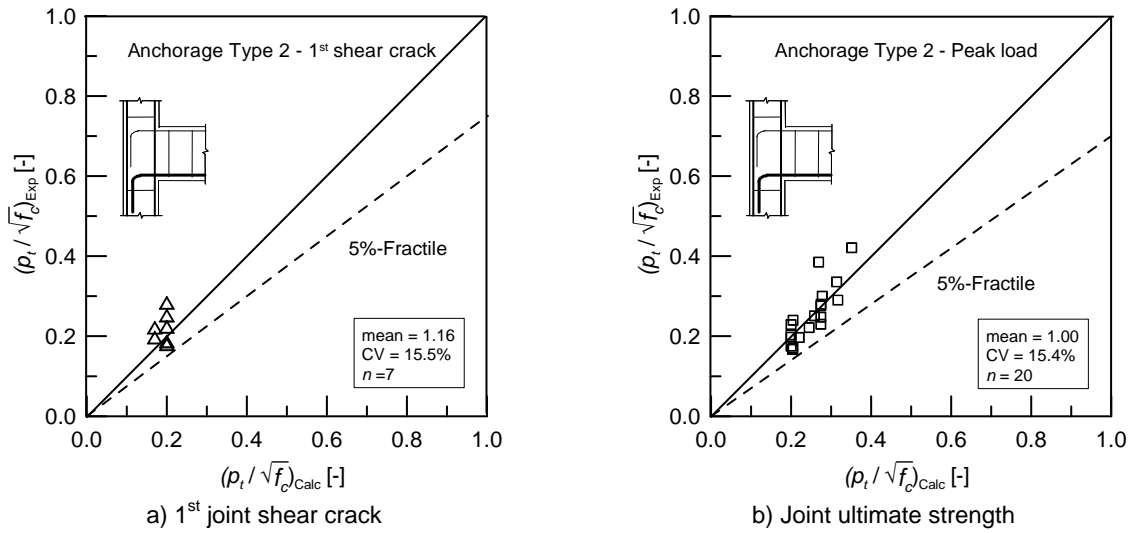 1.0
0.8
0.6
0.4
0.2
0.0
(pt / √fc)Exp [-]
Anchorage Type 2 - 1st shear crack
5%-Fractile
mean = 1.16
CV = 15.5%
n =7
0.0 0.2 0.4 0.6 0.8 1.0
(pt / √fc)Calc [-]
a) 1st joint shear crack
1.0
0.8
0.6
0.4
0.2
0.0
(pt / √fc)Exp [-]
Anchorage Type 2 - Peak load
5%-Fractile
mean = 1.00
CV = 15.4%
n = 20
0.0 0.2 0.4 0.6 0.8 1.0
(pt / √fc)Calc [-]
b) Joint ultimate strength